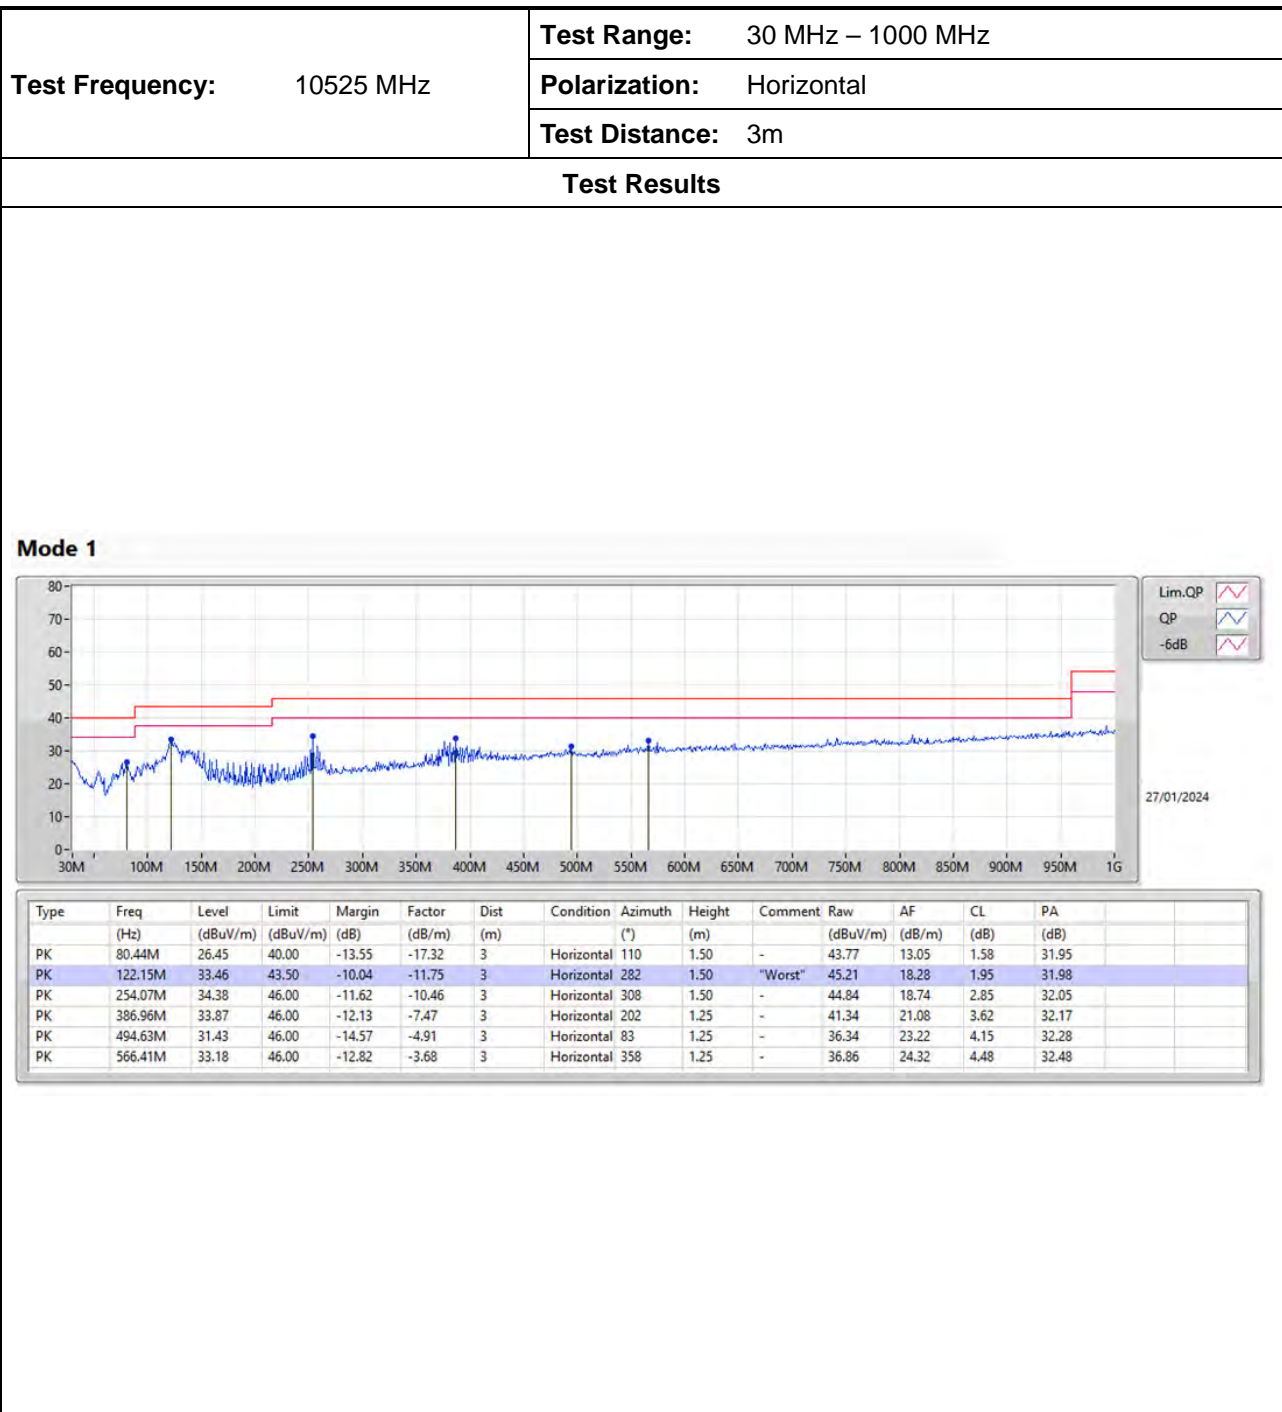 Test Frequency: 10525 MHz
Test Range: 30 MHz – 1000 MHz
Polarization: Horizontal
Test Distance: 3m
Test Results
Mode 1
80
70
60
50
40
30
20
10
0
30M 100M 150M 200M 250M 300M 350M 400M 450M 500M 550M 600M 650M 700M 750M 800M 850M 900M 950M 1G
Lim.QP
QP
-6dB
27/01/2024
Type Freq Level Limit Margin Factor Dist Condition Azimuth Height Comment Raw AF CL PA
(Hz) (dBuV/m) (dBuV/m) (dB) (dB/m) (m) (°) (m) (dBuV/m) (dB/m) (dB) (dB)
PK 80.44M 26.45 40.00 -13.55 -17.32 3 Horizontal 110 1.50 - 43.77 13.05 1.58 31.95
PK 122.15M 33.46 43.50 -10.04 -11.75 3 Horizontal 282 1.50 "Worst" 45.21 18.28 1.95 31.98
PK 254.07M 34.38 46.00 -11.62 -10.46 3 Horizontal 308 1.50 - 44.84 18.74 2.85 32.05
PK 386.96M 33.87 46.00 -12.13 -7.47 3 Horizontal 202 1.25 - 41.34 21.08 3.62 32.17
PK 494.63M 31.43 46.00 -14.57 -4.91 3 Horizontal 83 1.25 - 36.34 23.22 4.15 32.28
PK 566.41M 33.18 46.00 -12.82 -3.68 3 Horizontal 358 1.25 - 36.86 24.32 4.48 32.48